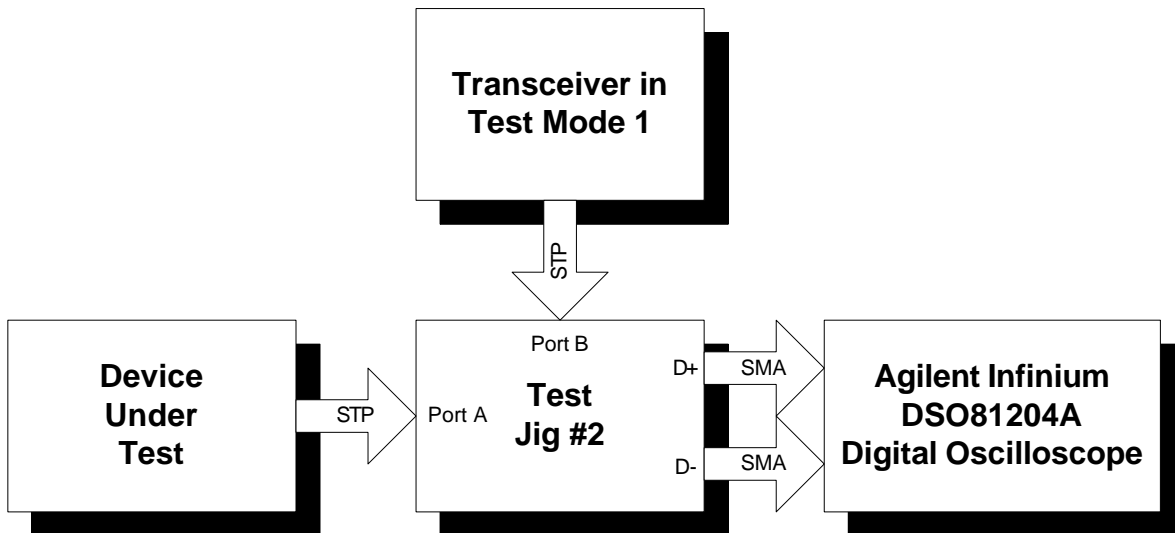 Transceiver in
Test Mode 1
STP
Device
Under
Test
STP
Port A
Port B
Test
Jig #2
D+
D-
SMA
SMA
Agilent Infinium
DSO81204A
Digital Oscilloscope